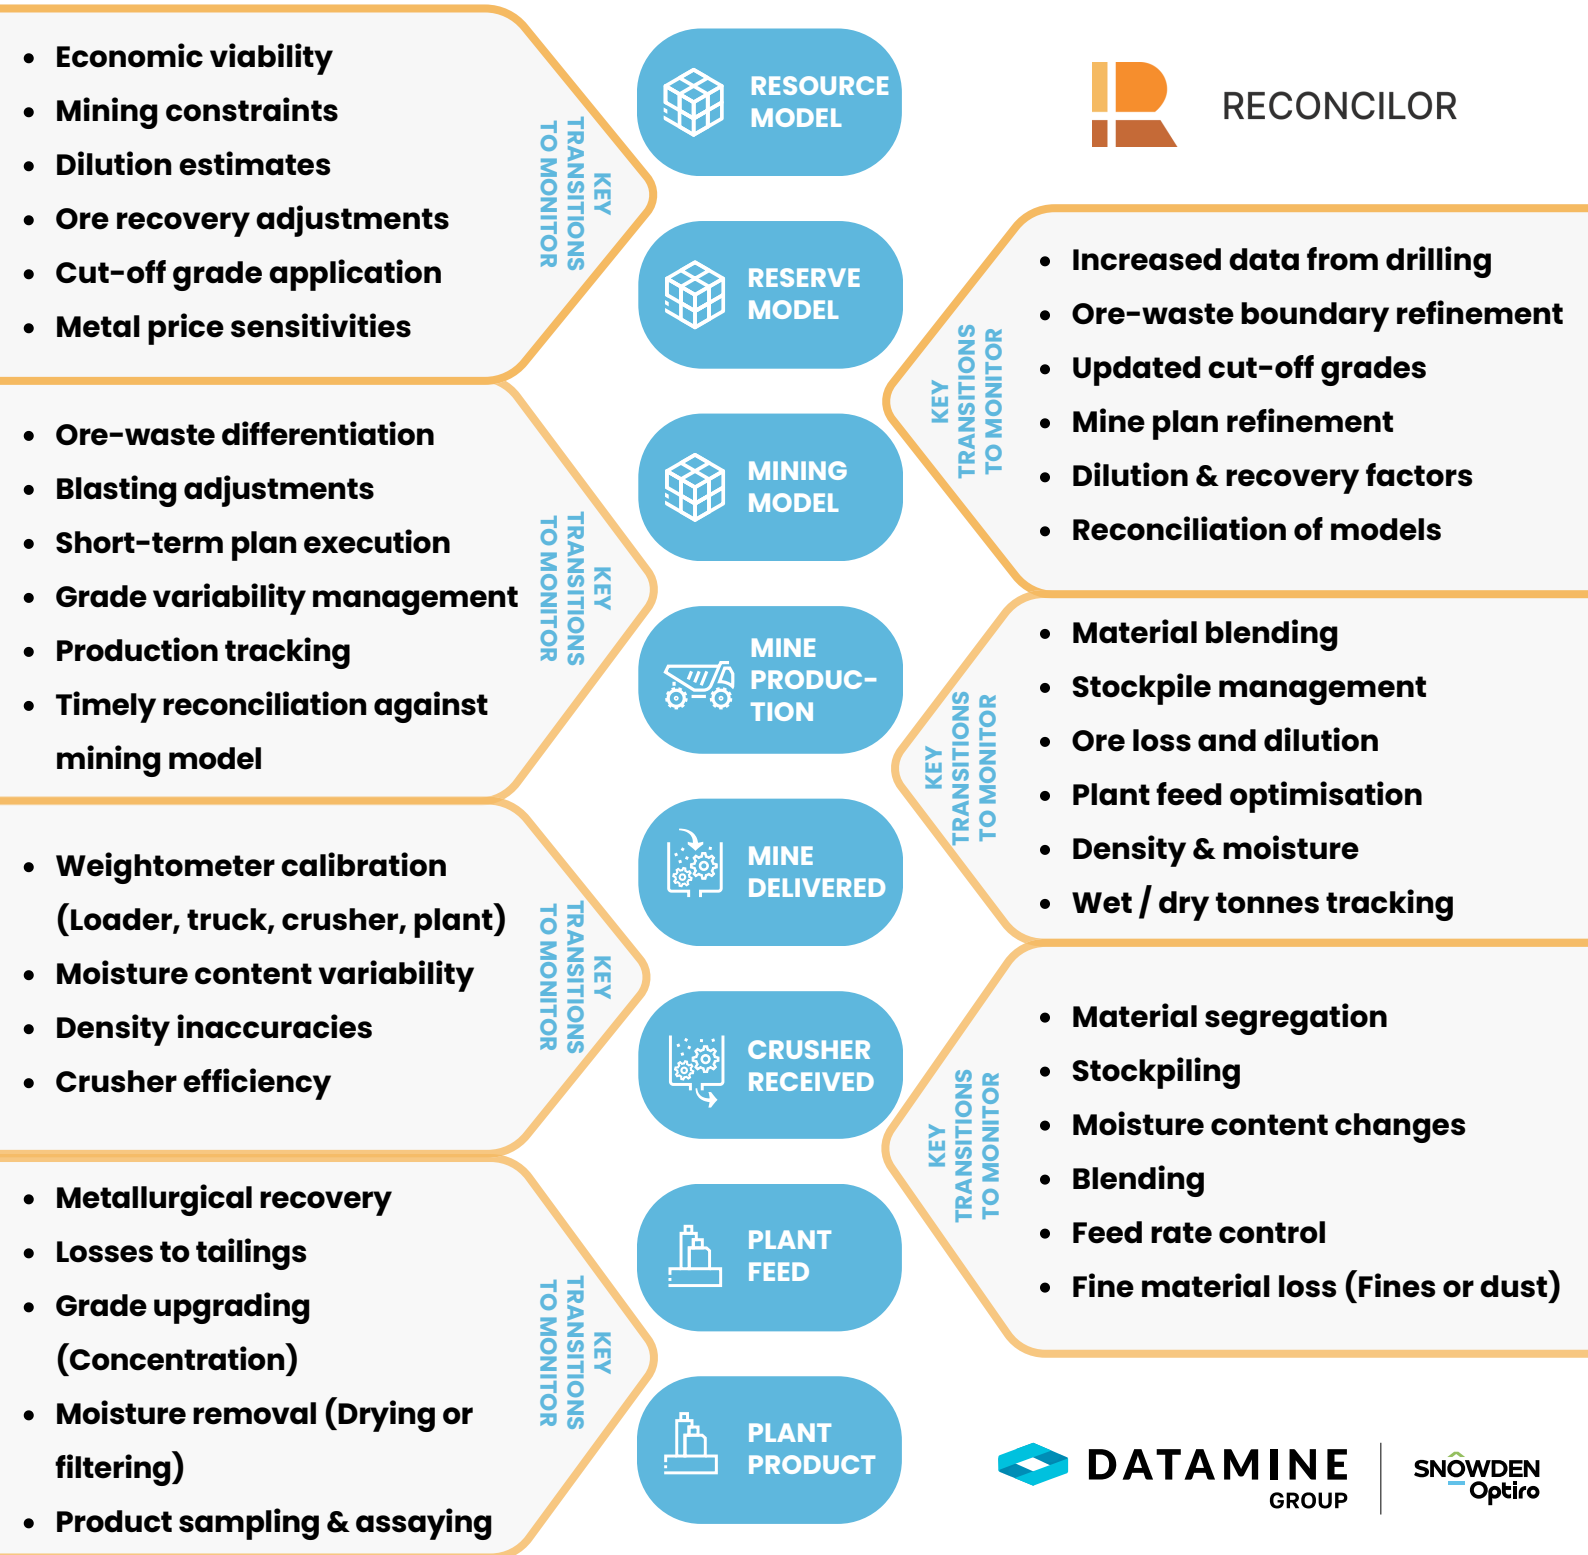 Economic viability
Mining constraints
Dilution estimates
Ore recovery adjustments
Cut-off grade application
Metal price sensitivities
KEY
TRANSITIONS
TO MONITOR
Ore-waste differentiation
Blasting adjustments
Short-term plan execution
Grade variability management
Production tracking
Timely reconciliation against
mining model
KEY
TRANSITIONS
TO MONITOR
Weightometer calibration
(Loader, truck, crusher, plant)
Moisture content variability
Density inaccuracies
Crusher efficiency
KEY
TRANSITIONS
TO MONITOR
Metallurgical recovery
Losses to tailings
Grade upgrading
(Concentration)
Moisture removal (Drying or
filtering)
Product sampling & assaying
KEY
TRANSITIONS
TO MONITOR
RESOURCE
MODEL
RESERVE
MODEL
MINING
MODEL
MINE
PRODUC-
TION
MINE
DELIVERED
CRUSHER
RECEIVED
PLANT
FEED
PLANT
PRODUCT
RECONCILOR
KEY
TRANSITIONS
TO MONITOR
Increased data from drilling
Ore-waste boundary refinement
Updated cut-off grades
Mine plan refinement
Dilution & recovery factors
Reconciliation of models
KEY
TRANSITIONS
TO MONITOR
Material blending
Stockpile management
Ore loss and dilution
Plant feed optimisation
Density & moisture
Wet / dry tonnes tracking
KEY
TRANSITIONS
TO MONITOR
Material segregation
Stockpiling
Moisture content changes
Blending
Feed rate control
Fine material loss (Fines or dust)
DATAMINE
GROUP
SNOWDEN
Optiro